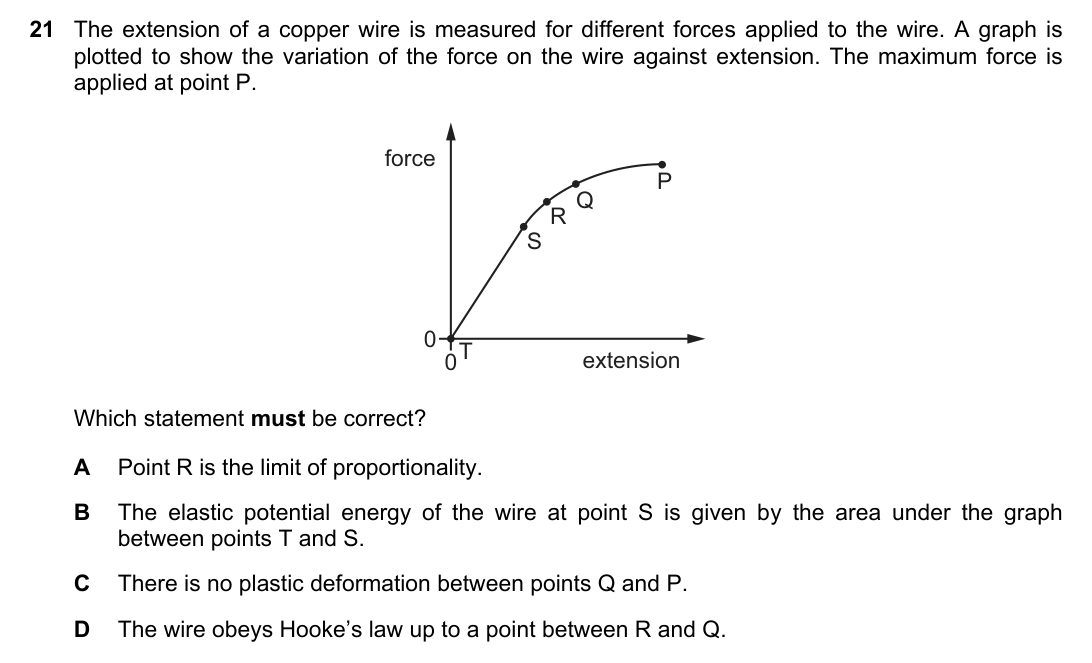 21 The extension of a copper wire is measured for different forces applied to the wire. A graph is
plotted to show the variation of the force on the wire against extension. The maximum force is
applied at point P.
force
P
Q
R
S
0
0
T
extension
Which statement must be correct?
A Point R is the limit of proportionality.
B The elastic potential energy of the wire at point S is given by the area under the graph
between points T and S.
C There is no plastic deformation between points Q and P.
D The wire obeys Hooke's law up to a point between R and Q.